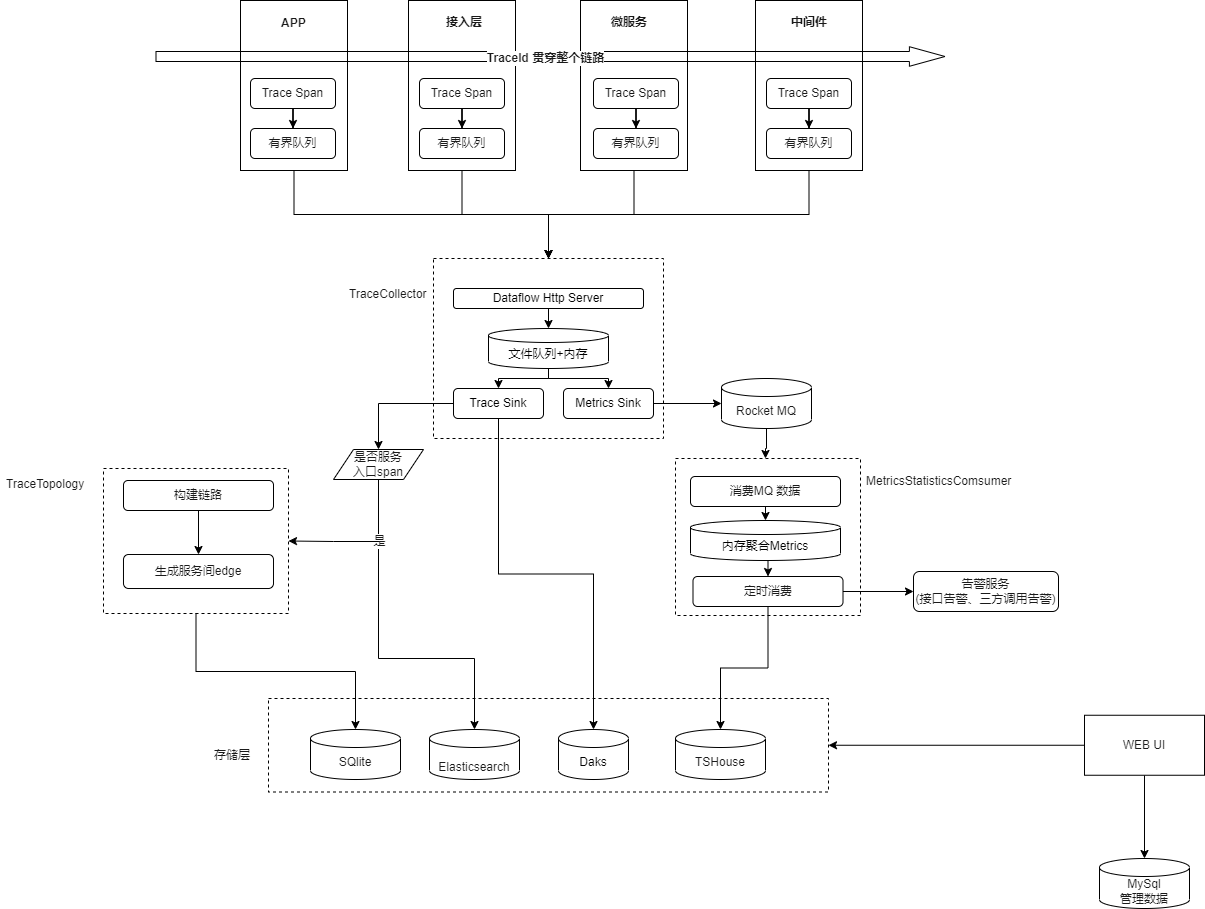 APP
接入层
微服务
中间件
TraceId 贯穿整个链路
Trace Span
Trace Span
Trace Span
Trace Span
有界队列
有界队列
有界队列
有界队列
TraceCollector
Dataflow Http Server
文件队列+内存
Trace Sink
Metrics Sink
Rocket MQ
是否服务
入口span
TraceTopology
构建链路
生成服务间edge
是
MetricsStatisticsComsumer
消费MQ 数据
内存聚合Metrics
定时消费
告警服务
(接口告警、三方调用告警)
存储层
SQlite
Elasticsearch
Daks
TSHouse
WEB UI
MySql
管理数据